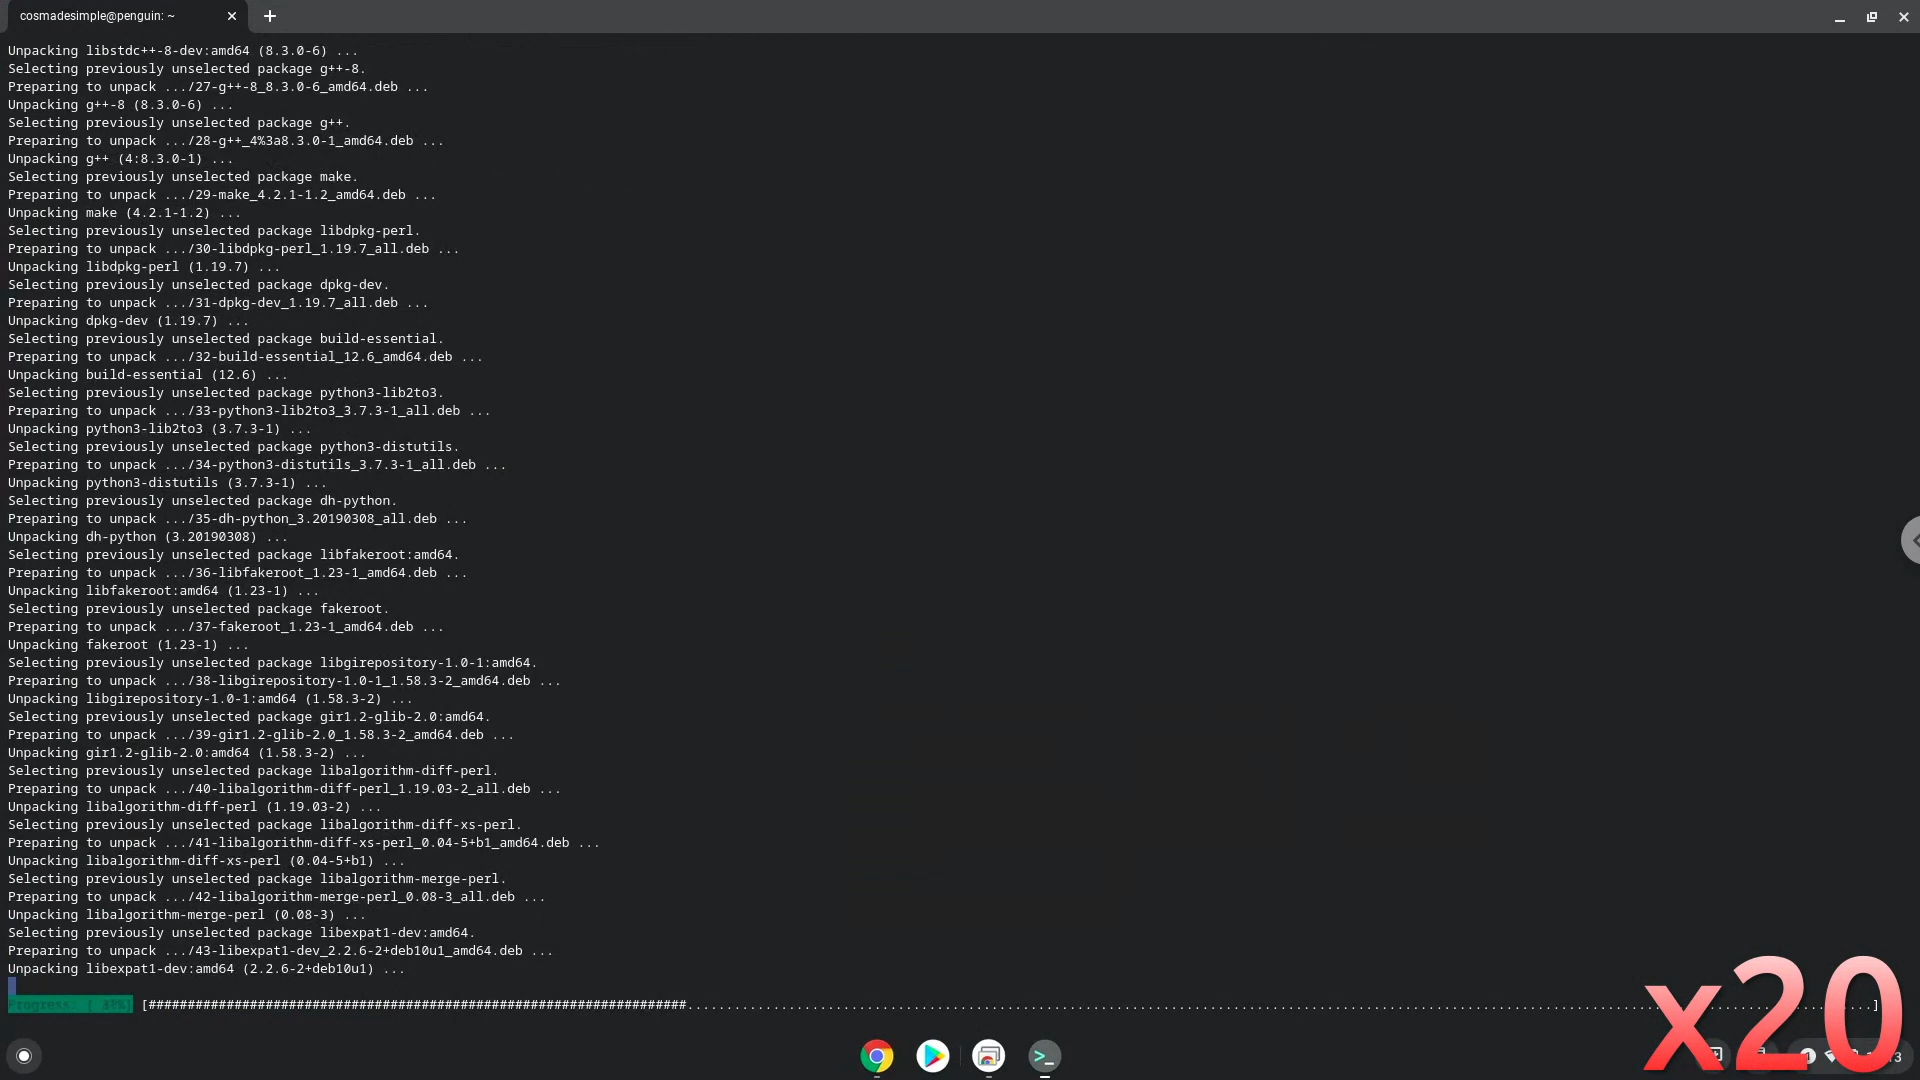 cosmadesimple@penguin: ~
Unpacking libstdc++-8-dev:amd64 (8.3.0-6) ...
Selecting previously unselected package g++-8.
Preparing to unpack .../27-g++-8_8.3.0-6_amd64.deb ...
Unpacking g++-8 (8.3.0-6) ...
Selecting previously unselected package g++.
Preparing to unpack .../28-g++_4%3a8.3.0-1_amd64.deb ...
Unpacking g++ (4:8.3.0-1) ...
Selecting previously unselected package make.
Preparing to unpack .../29-make_4.2.1-1.2_amd64.deb ...
Unpacking make (4.2.1-1.2) ...
Selecting previously unselected package libdpkg-perl.
Preparing to unpack .../30-libdpkg-perl_1.19.7_all.deb ...
Unpacking libdpkg-perl (1.19.7) ...
Selecting previously unselected package dpkg-dev.
Preparing to unpack .../31-dpkg-dev_1.19.7_all.deb ...
Unpacking dpkg-dev (1.19.7) ...
Selecting previously unselected package build-essential.
Preparing to unpack .../32-build-essential_12.6_amd64.deb ...
Unpacking build-essential (12.6) ...
Selecting previously unselected package python3-lib2to3.
Preparing to unpack .../33-python3-lib2to3_3.7.3-1_all.deb ...
Unpacking python3-lib2to3 (3.7.3-1) ...
Selecting previously unselected package python3-distutils.
Preparing to unpack .../34-python3-distutils_3.7.3-1_all.deb ...
Unpacking python3-distutils (3.7.3-1) ...
Selecting previously unselected package dh-python.
Preparing to unpack .../35-dh-python_3.20190308_all.deb ...
Unpacking dh-python (3.20190308) ...
Selecting previously unselected package libfakeroot:amd64.
Preparing to unpack .../36-libfakeroot_1.23-1_amd64.deb ...
Unpacking libfakeroot:amd64 (1.23-1) ...
Selecting previously unselected package fakeroot.
Preparing to unpack .../37-fakeroot_1.23-1_amd64.deb ...
Unpacking fakeroot (1.23-1) ...
Selecting previously unselected package libgirepository-1.0-1:amd64.
Preparing to unpack .../38-libgirepository-1.0-1_1.58.3-2_amd64.deb ...
Unpacking libgirepository-1.0-1:amd64 (1.58.3-2) ...
Selecting previously unselected package gir1.2-glib-2.0:amd64.
Preparing to unpack .../39-gir1.2-glib-2.0_1.58.3-2_amd64.deb ...
Unpacking gir1.2-glib-2.0:amd64 (1.58.3-2) ...
Selecting previously unselected package libalgorithm-diff-perl.
Preparing to unpack .../40-libalgorithm-diff-perl_1.19.03-2_all.deb ...
Unpacking libalgorithm-diff-perl (1.19.03-2) ...
Selecting previously unselected package libalgorithm-diff-xs-perl.
Preparing to unpack .../41-libalgorithm-diff-xs-perl_0.04-5+b1_amd64.deb ...
Unpacking libalgorithm-diff-xs-perl (0.04-5+b1) ...
Selecting previously unselected package libalgorithm-merge-perl.
Preparing to unpack .../42-libalgorithm-merge-perl_0.08-3_all.deb ...
Unpacking libalgorithm-merge-perl (0.08-3) ...
Selecting previously unselected package libexpat1-dev:amd64.
Preparing to unpack .../43-libexpat1-dev_2.2.6-2+deb10u1_amd64.deb ...
Unpacking libexpat1-dev:amd64 (2.2.6-2+deb10u1) ...
Progress:
x20